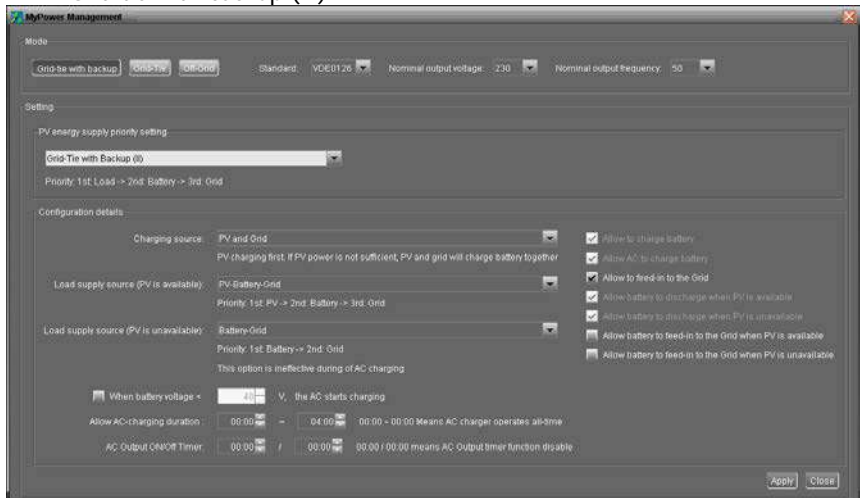 MyPower Management
Mode
Grid-tie with backup Grid-Tie Off-Grid Standard: VDE0126 Nominal output voltage: 230 Nominal output frequency: 50
Setting
PV energy supply priority setting
Grid-Tie with Backup (II)
Priority: 1st: Load -> 2nd: Battery -> 3rd: Grid
Configuration details
Charging source: PV and Grid
PV charging first. If PV power is not sufficient, PV and grid will charge battery together
Load supply source (PV is available): PV-Battery-Grid
Priority: 1st: PV -> 2nd: Battery -> 3rd: Grid
Load supply source (PV is unavailable): Battery-Grid
Priority: 1st: Battery -> 2nd: Grid
This option is ineffective during of AC charging
Allow to charge battery
Allow AC to charge battery
Allow to feed-in to the Grid
Allow battery to discharge when PV is available
Allow battery to discharge when PV is unavailable
Allow battery to feed-in to the Grid when PV is available
Allow battery to feed-in to the Grid when PV is unavailable
When battery voltage < 40 V, the AC starts charging
Allow AC-charging duration : 00:00 ~ 04:00 00:00 ~ 00:00 Means AC charger operates all-time
AC Output ON/Off Timer: 00:00 / 00:00 00:00 / 00:00 means AC Output timer function disable
Apply Close